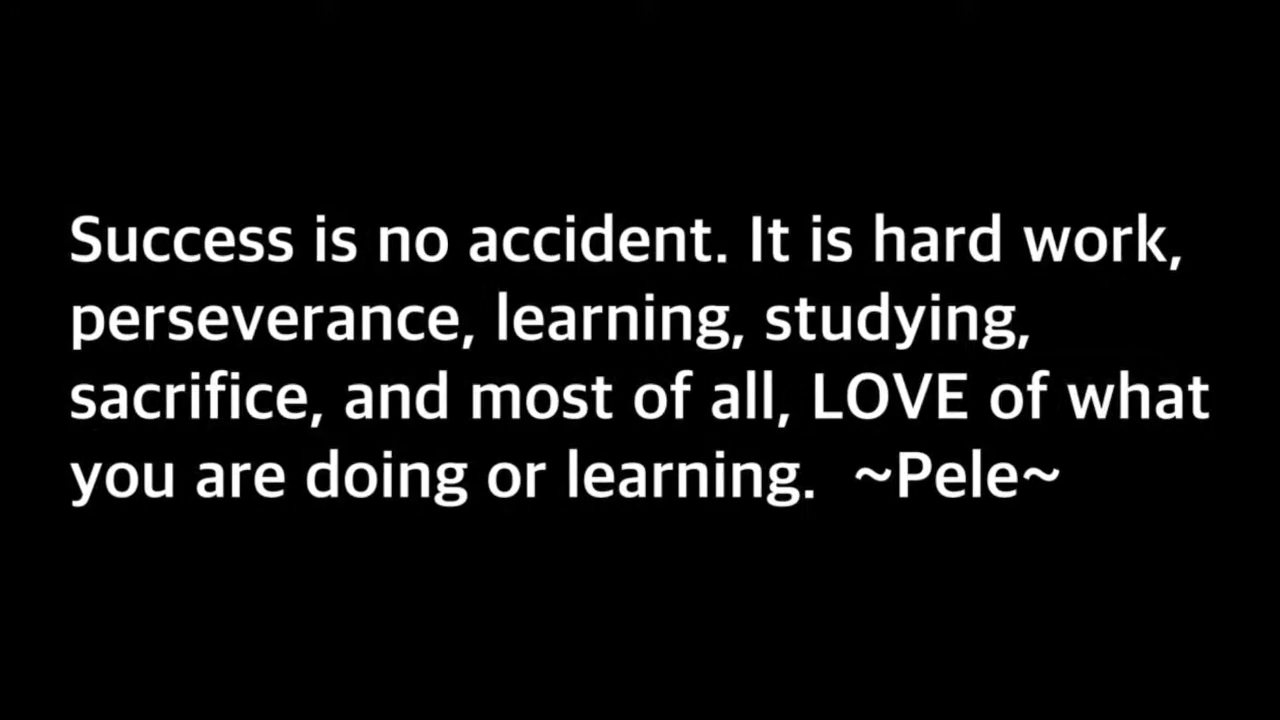 Success is no accident. It is hard work,
perseverance, learning, studying,
sacrifice, and most of all, LOVE of what
you are doing or learning.  ~Pele~